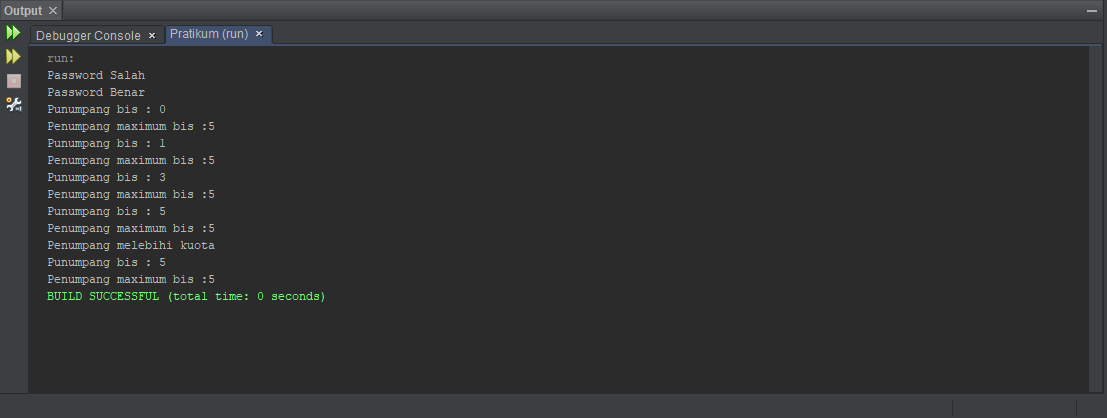 Output
Debugger Console
Pratikum (run)
run:
Password Salah
Password Benar
Punumpang bis : 0
Penumpang maximum bis :5
Punumpang bis : 1
Penumpang maximum bis :5
Punumpang bis : 3
Penumpang maximum bis :5
Punumpang bis : 5
Penumpang maximum bis :5
Penumpang melebihi kuota
Punumpang bis : 5
Penumpang maximum bis :5
BUILD SUCCESSFUL (total time: 0 seconds)